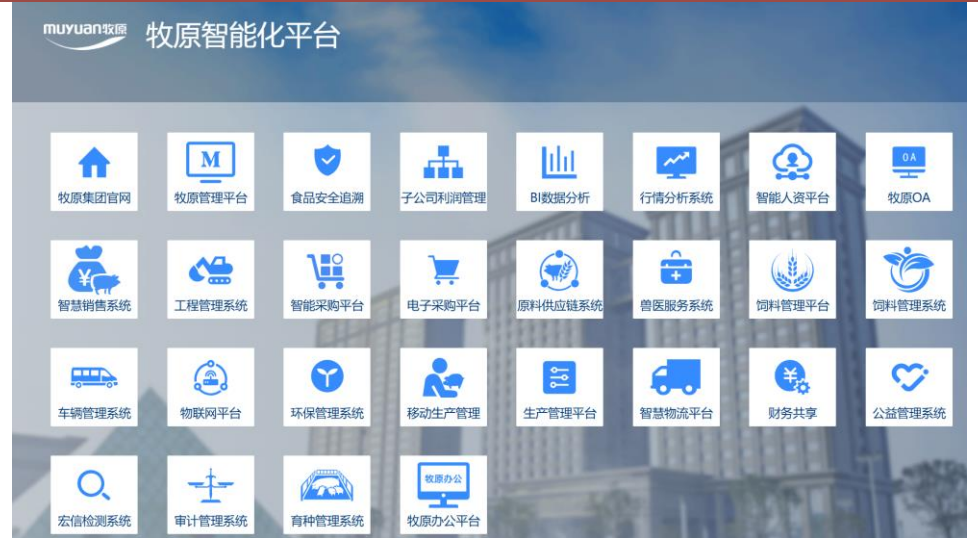 muyuan牧原 牧原智能化平台
M
牧原集团官网 牧原管理平台 食品安全追溯 子公司利润管理 BI数据分析 行情分析系统 智能人资平台 牧原OA
OA
¥
智慧销售系统 工程管理系统 智能采购平台 电子采购平台 原料供应链系统 兽医服务系统 饲料管理平台 饲料管理系统
¥
车辆管理系统 物联网平台 环保管理系统 移动生产管理 生产管理平台 智慧物流平台 财务共享 公益管理系统
牧原办公
宏信检测系统 审计管理系统 育种管理系统 牧原办公平台